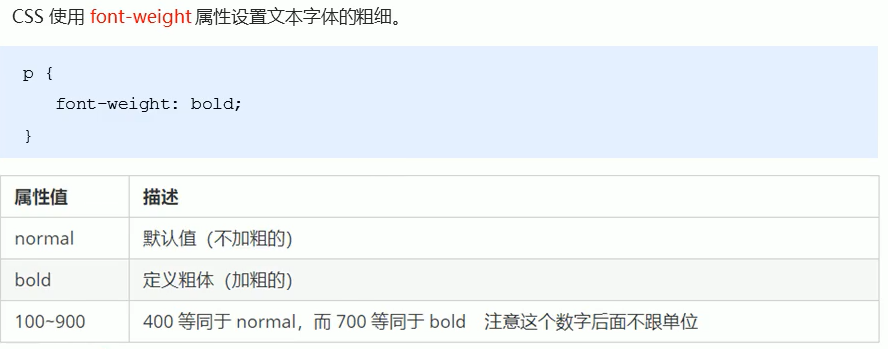 CSS 使用 font-weight 属性设置文本字体的粗细。
p {
font-weight: bold;
}
属性值 描述
normal 默认值（不加粗的）
bold 定义粗体（加粗的）
100~900 400 等同于 normal，而 700 等同于 bold 注意这个数字后面不跟单位